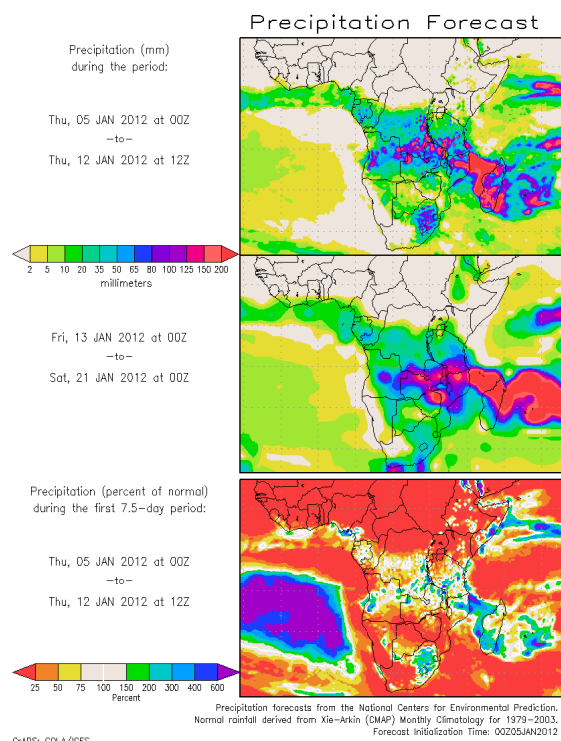 Precipitation Forecast
Precipitation (mm)
during the period:
Thu, 05 JAN 2012 at 00Z
—to—
Thu, 12 JAN 2012 at 12Z
2 5 10 20 35 50 65 80 100 125 150 200
millimeters
Fri, 13 JAN 2012 at 00Z
—to—
Sat, 21 JAN 2012 at 00Z
Precipitation (percent of normal)
during the first 7.5—day period:
Thu, 05 JAN 2012 at 00Z
—to—
Thu, 12 JAN 2012 at 12Z
25 50 75 100 150 200 300 400 600
Percent
Precipitation forecasts from the National Centers for Environmental Prediction.
Normal rainfall derived from Xie—Arkin (CMAP) Monthly Climatology for 1979—2003.
Forecast Initialization Time: 00Z05JAN2012
GrADS: COLA/IGES